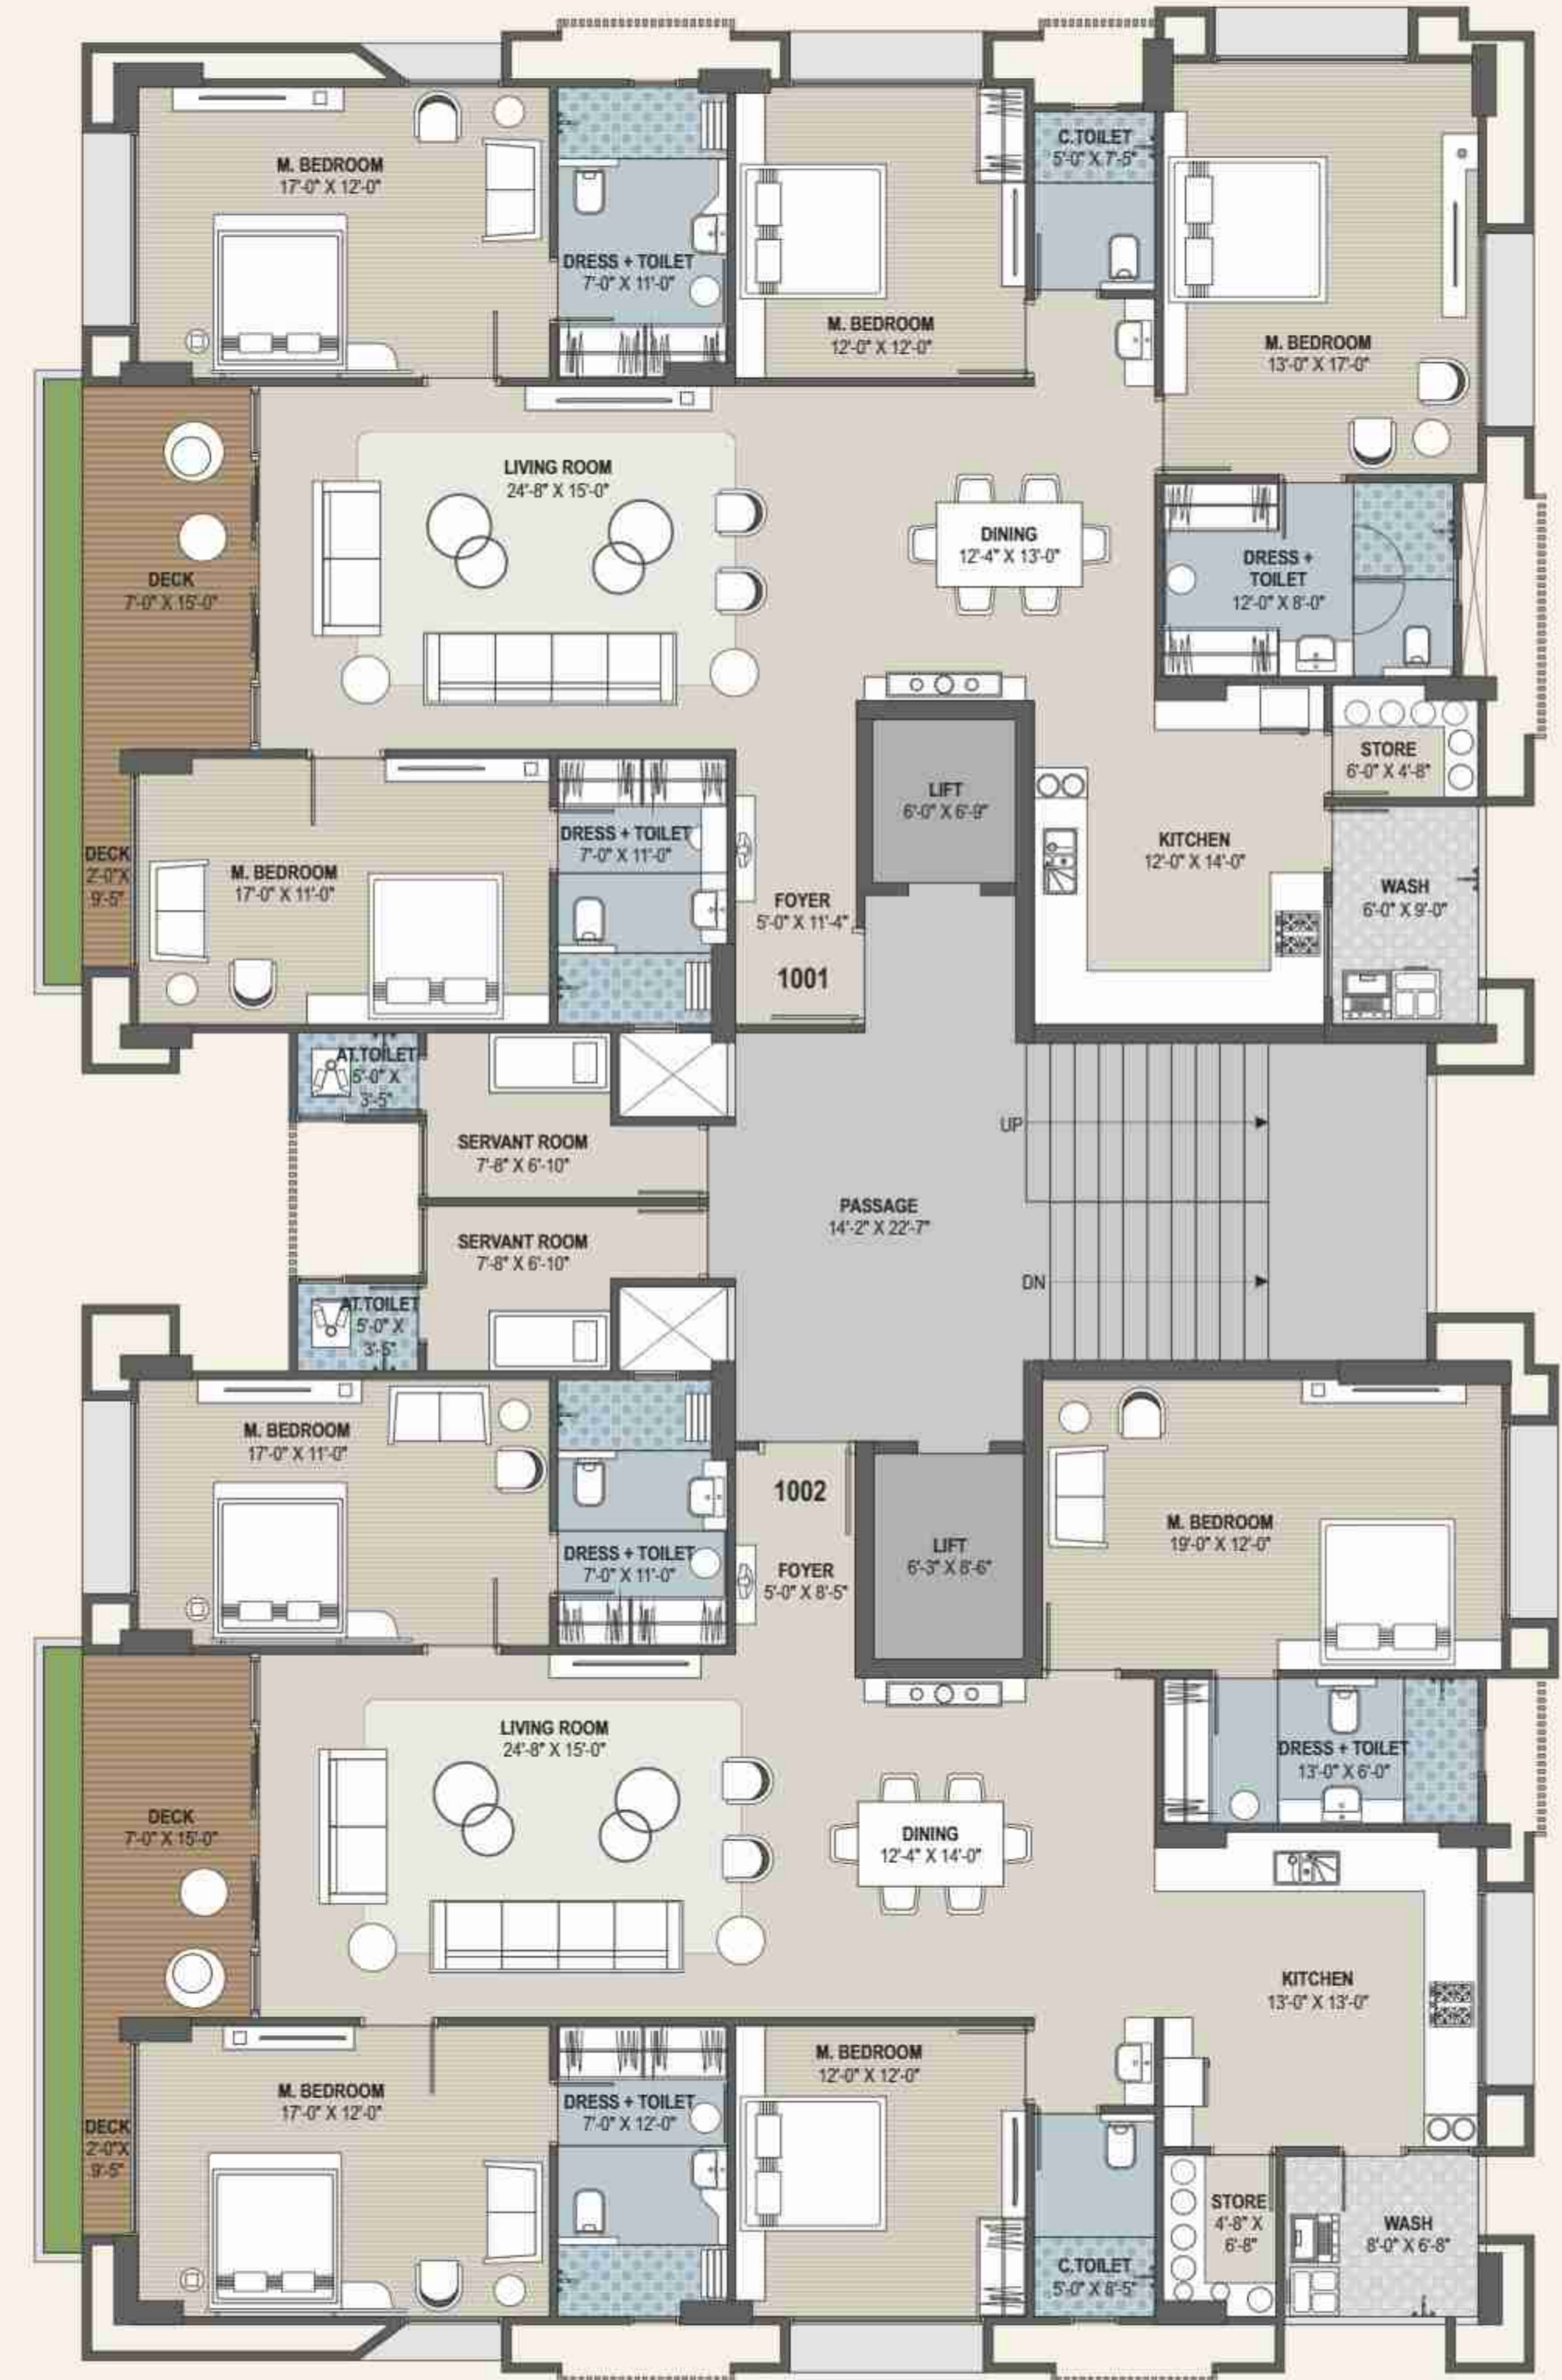 M. BEDROOM
17'-0" X 12'-0"
DRESS + TOILET
7'-0" X 11'-0"
M. BEDROOM
12'-0" X 12'-0"
C.TOILET
5'-0" X 7'-5"
M. BEDROOM
13'-0" X 17'-0"
LIVING ROOM
24'-8" X 15'-0"
DINING
12'-4" X 13'-0"
DRESS +
TOILET
12'-0" X 8'-0"
DECK
7'-0" X 15'-0"
STORE
6'-0" X 4'-8"
LIFT
6'-0" X 6'-9"
KITCHEN
12'-0" X 14'-0"
DECK
2'-0"X
9'-5"
M. BEDROOM
17'-0" X 11'-0"
DRESS + TOILET
7'-0" X 11'-0"
FOYER
5'-0" X 11'-4"
1001
WASH
6'-0" X 9'-0"
AT.TOILET
5'-0" X
3'-5"
SERVANT ROOM
7'-8" X 6'-10"
UP
PASSAGE
14'-2" X 22'-7"
SERVANT ROOM
7'-8" X 6'-10"
DN
AT.TOILET
5'-0" X
3'-5"
M. BEDROOM
17'-0" X 11'-0"
DRESS + TOILET
7'-0" X 11'-0"
1002
FOYER
5'-0" X 8'-5"
LIFT
6'-3" X 8'-6"
M. BEDROOM
19'-0" X 12'-0"
LIVING ROOM
24'-8" X 15'-0"
DRESS + TOILET
13'-0" X 6'-0"
DECK
7'-0" X 15'-0"
DINING
12'-4" X 14'-0"
KITCHEN
13'-0" X 13'-0"
DECK
2'-0"X
9'-5"
M. BEDROOM
17'-0" X 12'-0"
DRESS + TOILET
7'-0" X 12'-0"
M. BEDROOM
12'-0" X 12'-0"
C.TOILET
5'-0" X 8'-5"
STORE
4'-8" X
6'-8"
WASH
8'-0" X 6'-8"